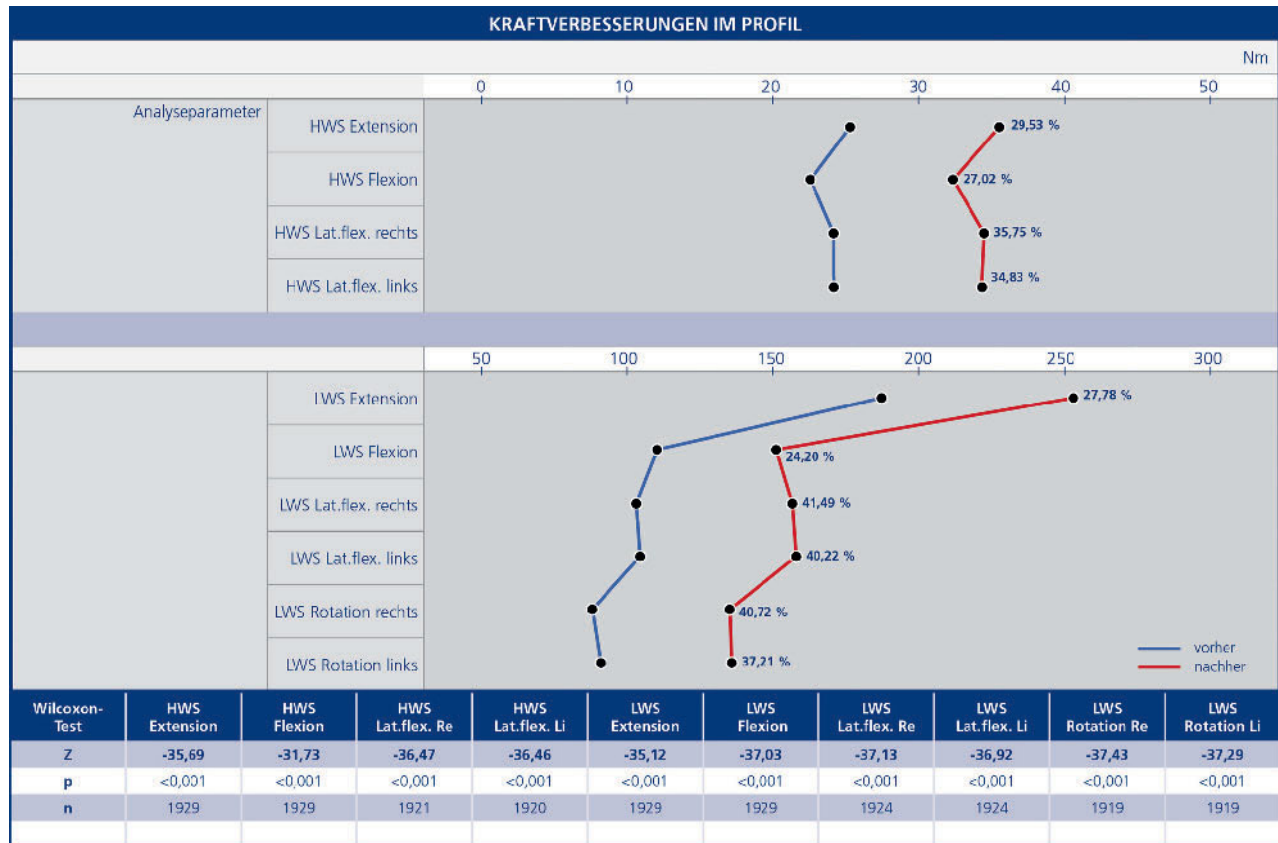 KRAFTVERBESSERUNGEN IM PROFIL
Nm
0 10 20 30 40 50
Analyseparameter
HWS Extension 29,53 %
HWS Flexion 27,02 %
HWS Lat.flex. rechts 35,75 %
HWS Lat.flex. links 34,83 %
50 100 150 200 250 300
LWS Extension 27,78 %
LWS Flexion 24,20 %
LWS Lat.flex. rechts 41,49 %
LWS Lat.flex. links 40,22 %
LWS Rotation rechts 40,72 %
LWS Rotation links 37,21 %
vorher
nachher
Wilcoxon- HWS HWS HWS HWS LWS LWS LWS LWS LWS LWS
Test Extension Flexion Lat.flex. Re Lat.flex. Li Extension Flexion Lat.flex. Re Lat.flex. Li Rotation Re Rotation Li
Z -35,69 -31,73 -36,47 -36,46 -35,12 -37,03 -37,13 -36,92 -37,43 -37,29
p <0,001 <0,001 <0,001 <0,001 <0,001 <0,001 <0,001 <0,001 <0,001 <0,001
n 1929 1929 1921 1920 1929 1929 1924 1924 1919 1919